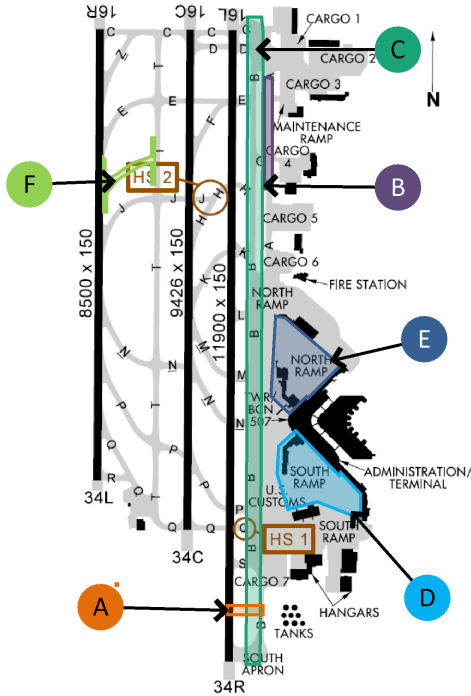 16R
16C
16L
C
C
C
C
D
D
CARGO 1
CARGO 2
C
N
Z
T
B
CARGO 3
E
E
E
F
MAINTENANCE
RAMP
CARGO
4
G
F
HS 2
T
J
J
J
H
H
K
A
B
CARGO 5
K
A
B
CARGO 6
FIRE STATION
NORTH
RAMP
8500 x 150
9426 x 150
11900 x 150
T
K
L
B
M
N
N
N
NORTH
RAMP
E
M
TWR/
BCN
507
P
T
P
N
N
Q
R
T
34L
B
SOUTH
RAMP
ADMINISTRATION/
TERMINAL
U.S.
CUSTOMS
P
Q
Q
Q
HS 1
SOUTH
RAMP
34C
B
S
CARGO 7
D
A
HANGARS
TANKS
B
SOUTH
APRON
34R